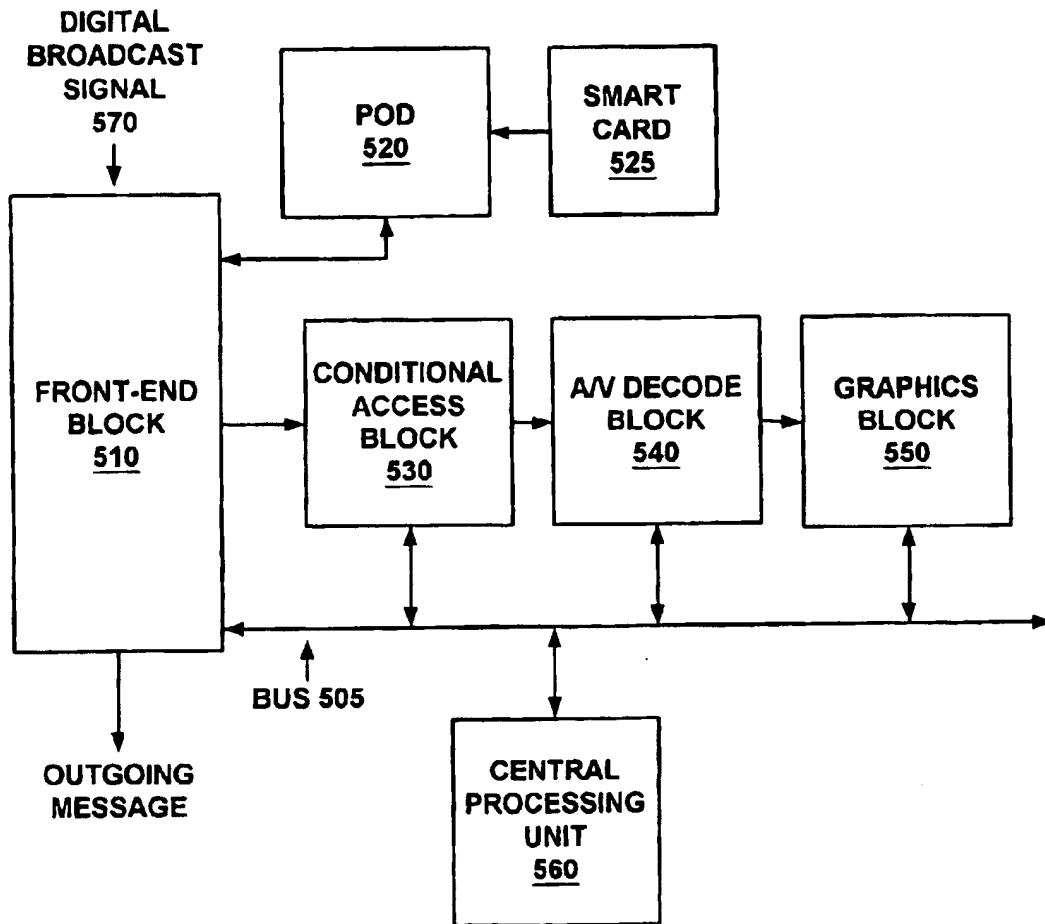 DIGITAL
BROADCAST
SIGNAL
570
POD
520
SMART
CARD
525
FRONT-END
BLOCK
510
CONDITIONAL
ACCESS
BLOCK
530
A/V DECODE
BLOCK
540
GRAPHICS
BLOCK
550
BUS 505
OUTGOING
MESSAGE
CENTRAL
PROCESSING
UNIT
560